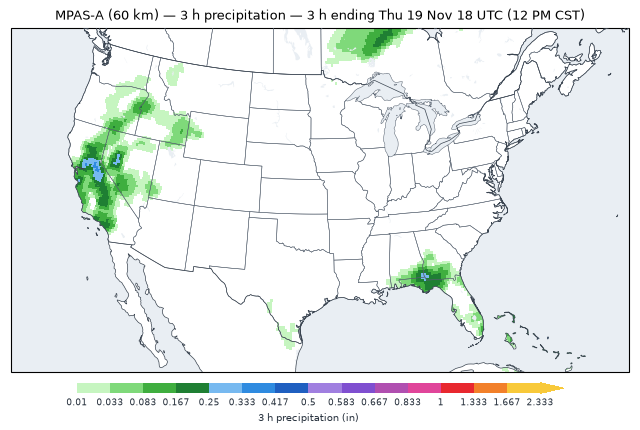 MPAS-A (60 km) — 3 h precipitation — 3 h ending Thu 19 Nov 18 UTC (12 PM CST)
0.01 0.033 0.083 0.167 0.25 0.333 0.417 0.5 0.583 0.667 0.833 1 1.333 1.667 2.333
3 h precipitation (in)